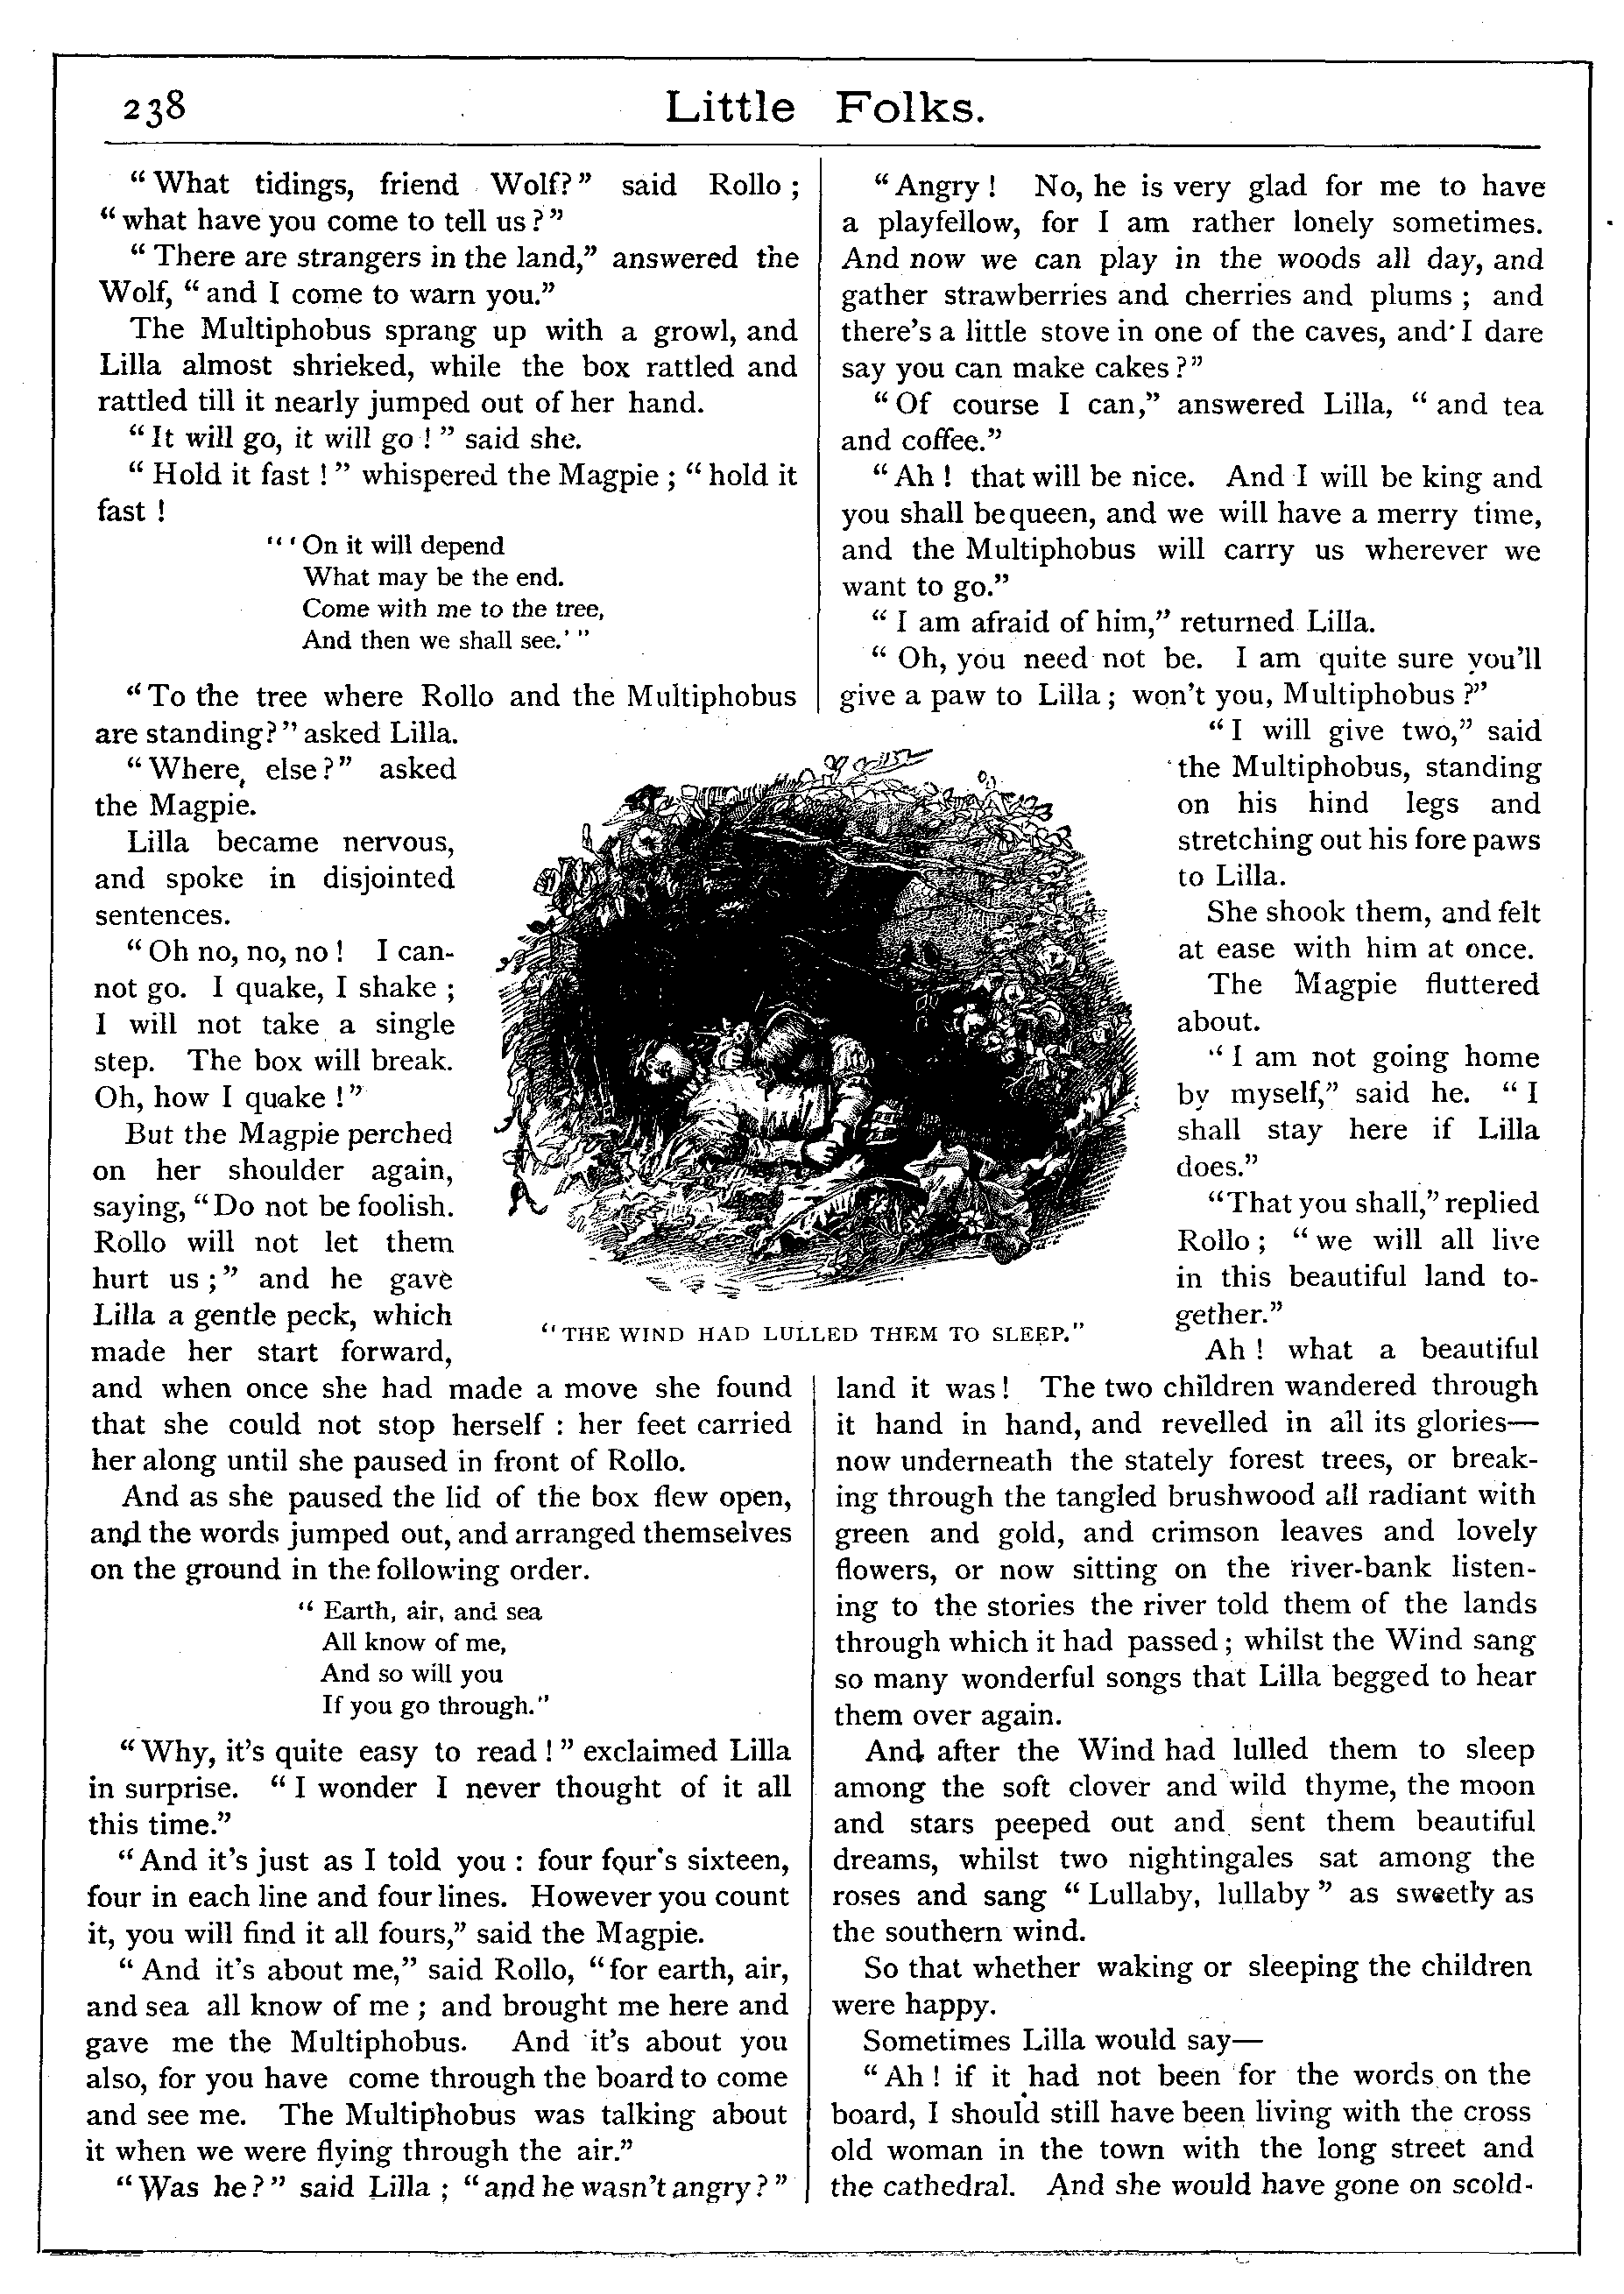 238
Little Folks.
“What tidings, friend Wolf?” said Rollo;
“what have you come to tell us?”
“There are strangers in the land,” answered the
Wolf, “and I come to warn you.”
The Multiphobus sprang up with a growl, and
Lilla almost shrieked, while the box rattled and
rattled till it nearly jumped out of her hand.
“It will go, it will go!” said she.
“Hold it fast!” whispered the Magpie; “hold it
fast!
“‘On it will depend
What may be the end.
Come with me to the tree,
And then we shall see.’”
“To the tree where Rollo and the Multiphobus
are standing?” asked Lilla.
“Where else?” asked
the Magpie.
Lilla became nervous,
and spoke in disjointed
sentences.
“Oh no, no, no! I can-
not go. I quake, I shake;
I will not take a single
step. The box will break.
Oh, how I quake!”
But the Magpie perched
on her shoulder again,
saying, “Do not be foolish.
Rollo will not let them
hurt us;” and he gave
Lilla a gentle peck, which
made her start forward,
and when once she had made a move she found
that she could not stop herself: her feet carried
her along until she paused in front of Rollo.
And as she paused the lid of the box flew open,
and the words jumped out, and arranged themselves
on the ground in the following order.
“Earth, air, and sea
All know of me,
And so will you
If you go through.”
“Why, it’s quite easy to read!” exclaimed Lilla
in surprise. “I wonder I never thought of it all
this time.”
“And it’s just as I told you: four four’s sixteen,
four in each line and four lines. However you count
it, you will find it all fours,” said the Magpie.
“And it’s about me,” said Rollo, “for earth, air,
and sea all know of me; and brought me here and
gave me the Multiphobus. And it’s about you
also, for you have come through the board to come
and see me. The Multiphobus was talking about
it when we were flying through the air.”
“Was he?” said Lilla; “and he wasn’t angry?”
“Angry! No, he is very glad for me to have
a playfellow, for I am rather lonely sometimes.
And now we can play in the woods all day, and
gather strawberries and cherries and plums; and
there’s a little stove in one of the caves, and I dare
say you can make cakes?”
“Of course I can,” answered Lilla, “and tea
and coffee.”
“Ah! that will be nice. And I will be king and
you shall be queen, and we will have a merry time,
and the Multiphobus will carry us wherever we
want to go.”
“I am afraid of him,” returned Lilla.
“Oh, you need not be. I am quite sure you’ll
give a paw to Lilla; won’t you, Multiphobus?”
“I will give two,” said
the Multiphobus, standing
on his hind legs and
stretching out his fore paws
to Lilla.
She shook them, and felt
at ease with him at once.
The Magpie fluttered
about.
“I am not going home
by myself,” said he. “I
shall stay here if Lilla
does.”
“That you shall,” replied
Rollo; “we will all live
in this beautiful land to-
gether.”
Ah! what a beautiful
land it was! The two children wandered through
it hand in hand, and revelled in all its glories—
now underneath the stately forest trees, or break-
ing through the tangled brushwood all radiant with
green and gold, and crimson leaves and lovely
flowers, or now sitting on the river-bank listen-
ing to the stories the river told them of the lands
through which it had passed; whilst the Wind sang
so many wonderful songs that Lilla begged to hear
them over again.
And after the Wind had lulled them to sleep
among the soft clover and wild thyme, the moon
and stars peeped out and sent them beautiful
dreams, whilst two nightingales sat among the
roses and sang “Lullaby, lullaby” as sweetly as
the southern wind.
So that whether waking or sleeping the children
were happy.
Sometimes Lilla would say—
“Ah! if it had not been for the words on the
board, I should still have been living with the cross
old woman in the town with the long street and
the cathedral. And she would have gone on scold-
“THE WIND HAD LULLED THEM TO SLEEP.”